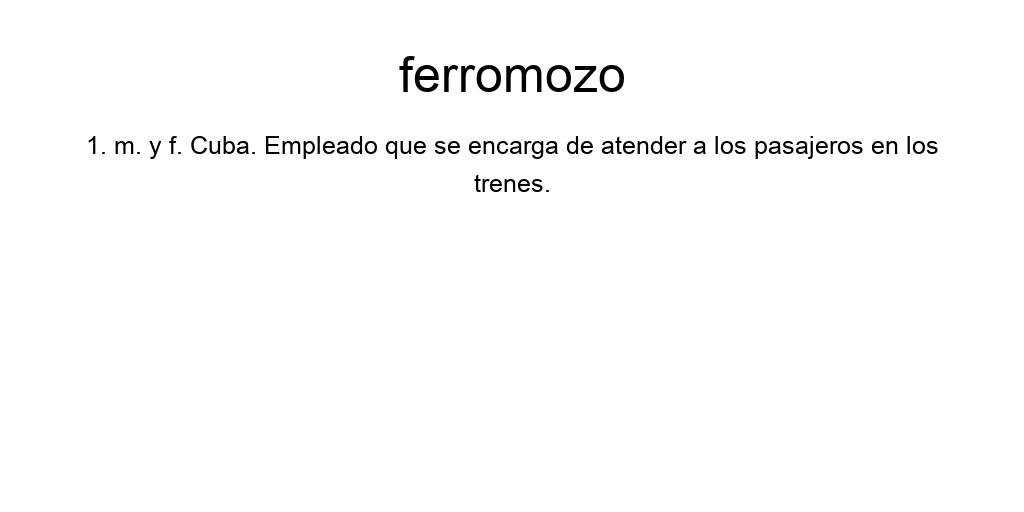 ferromozo
1. m. y f. Cuba. Empleado que se encarga de atender a los pasajeros en los
trenes.